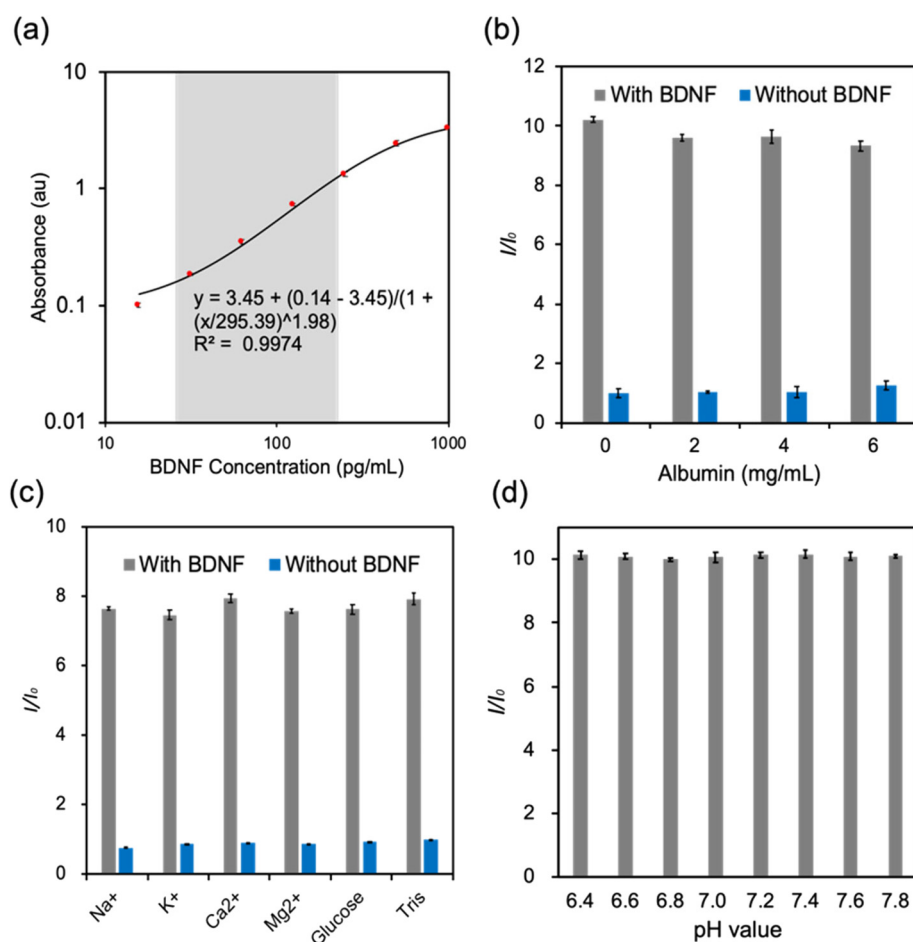 (a)
10
1
0.1
0.01
Absorbance (au)
y = 3.45 + (0.14 - 3.45)/(1 +
(x/295.39)^1.98)
R² = 0.9974
10 100 1000
BDNF Concentration (pg/mL)
(b)
12
10
8
6
4
2
0
I/I₀
With BDNF Without BDNF
0 2 4 6
Albumin (mg/mL)
(c)
10
8
6
4
2
0
I/I₀
With BDNF Without BDNF
Na+ K+ Ca2+ Mg2+ Glucose Tris
(d)
10
8
6
4
2
0
I/I₀
6.4 6.6 6.8 7.0 7.2 7.4 7.6 7.8
pH value